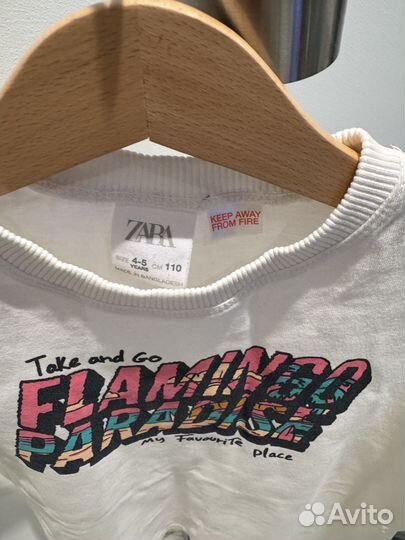 ZARA
KEEP AWAY
FROM FIRE
SIZE 4-5 YEARS CM 110
MADE IN BANGLADESH
Take and Go
FLAMINGO
PARADISE
My Favourite
place
Avito